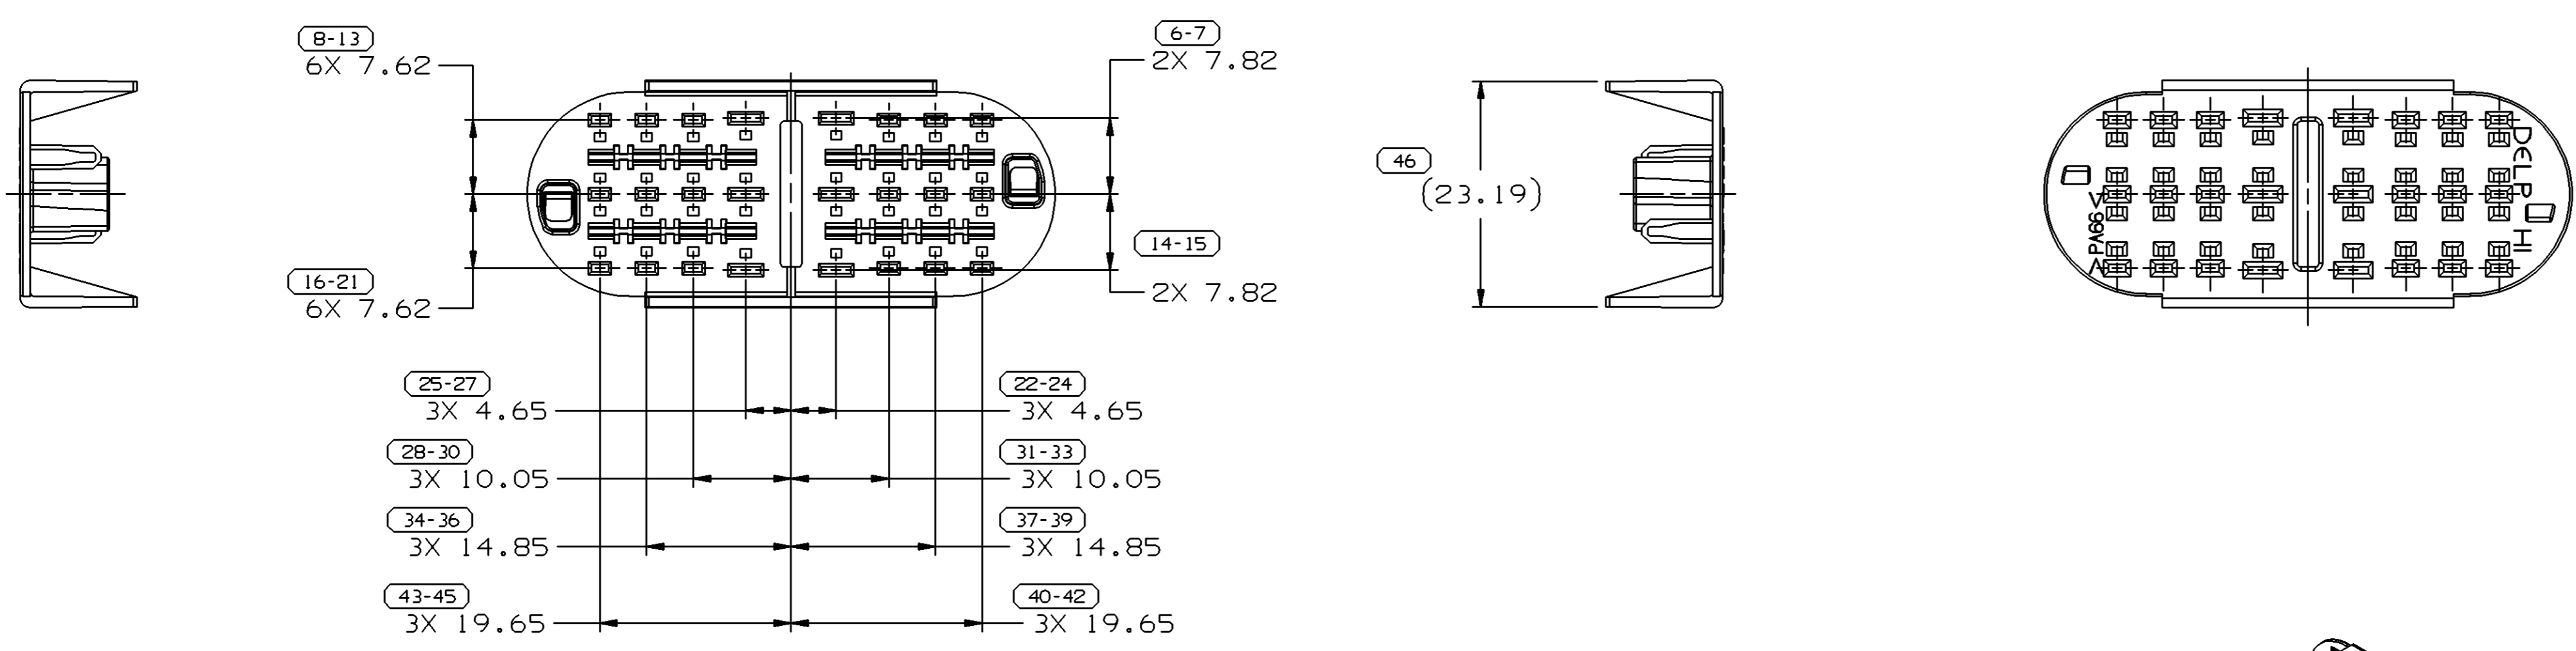 8-13
6X 7.62
6-7
2X 7.82
46
(23.19)
14-15
2X 7.82
16-21
6X 7.62
25-27
3X 4.65
22-24
3X 4.65
28-30
3X 10.05
31-33
3X 10.05
34-36
3X 14.85
37-39
3X 14.85
43-45
3X 19.65
40-42
3X 19.65
DELPHI
>PA66<